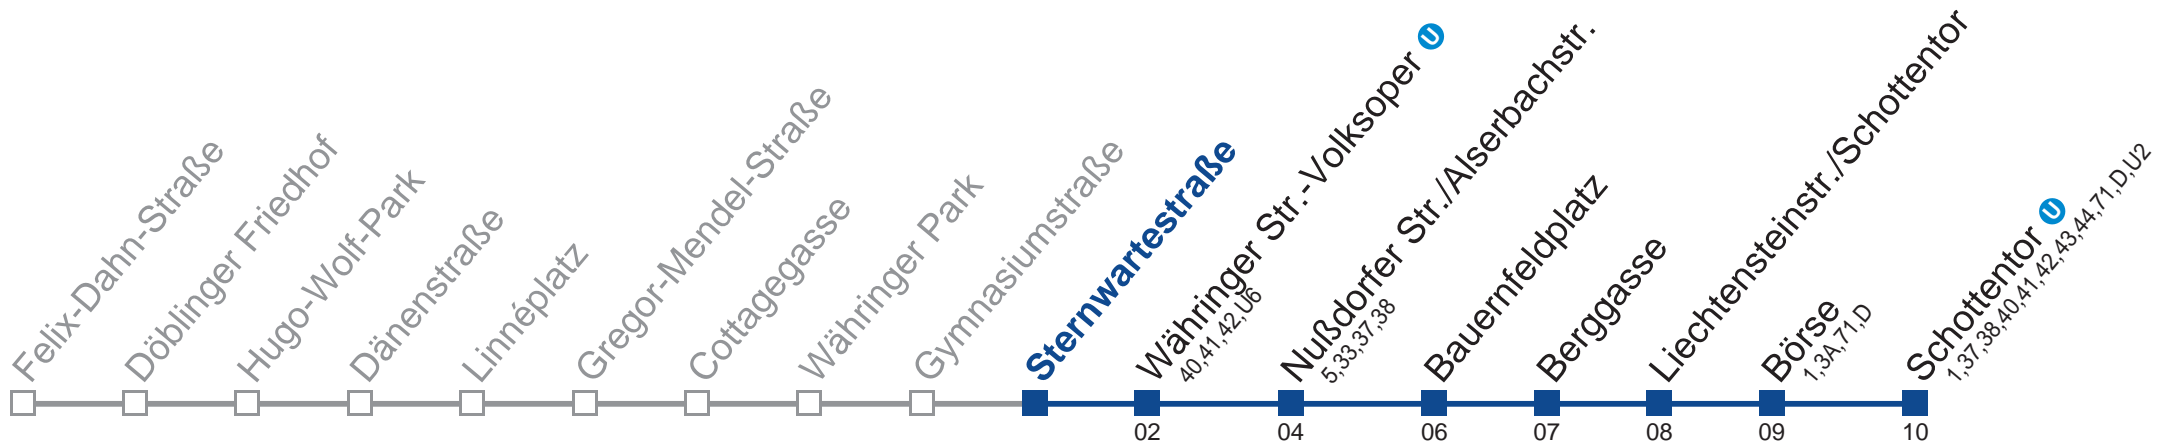 Felix-Dahn-Straße
Döblinger Friedhof
Hugo-Wolf-Park
Dänenstraße
Linnéplatz
Gregor-Mendel-Straße
Cottagegasse
Währinger Park
Gymnasiumstraße
Sternwartestraße
Währinger Str.-Volksoper U
40,41,42,U6
Nußdorfer Str./Alserbachstr.
5,33,37,38
Bauernfeldplatz
Berggasse
Liechtensteinstr./Schottentor
Börse
1,3A,71,D
Schottentor U
1,37,38,40,41,42,43,44,71,D,U2
02 04 06 07 08 09 10